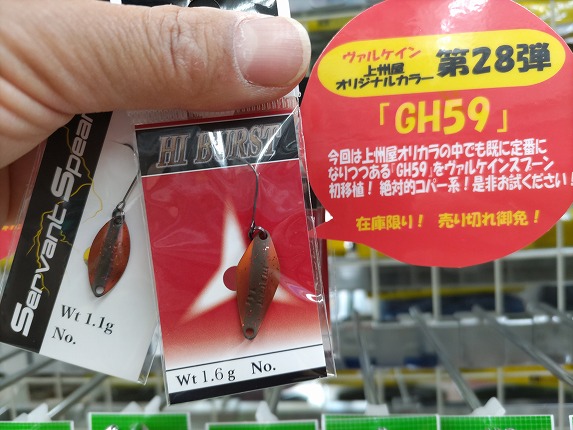 ヴァルケイン
上州屋
オリジナルカラー 第28弾
「GH59」
今回は上州屋オリカラの中でも既に定番に
なりつつある「GH59」をヴァルケインスプーン
初移植！ 絶対的コパー系！是非お試しください！
在庫限り！ 売り切れ御免！
HI BURST
Wt 1.6g No.
Servant Spear
Wt 1.1g
No.